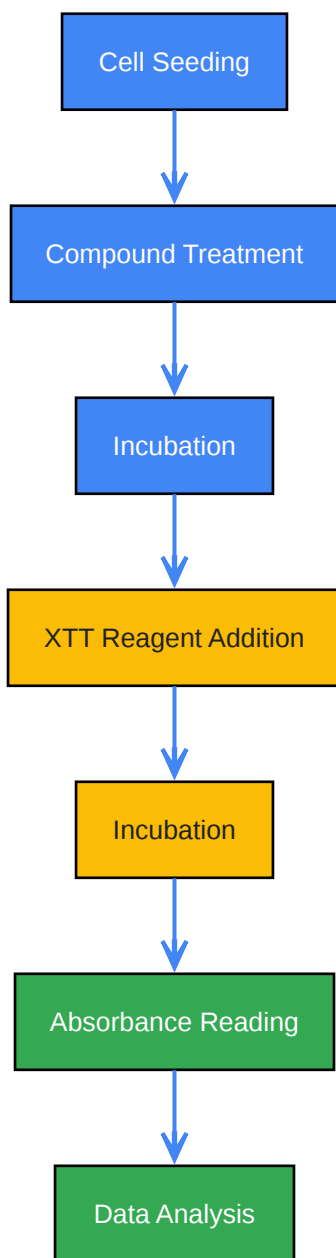 Cell Seeding
Compound Treatment
Incubation
XTT Reagent Addition
Incubation
Absorbance Reading
Data Analysis